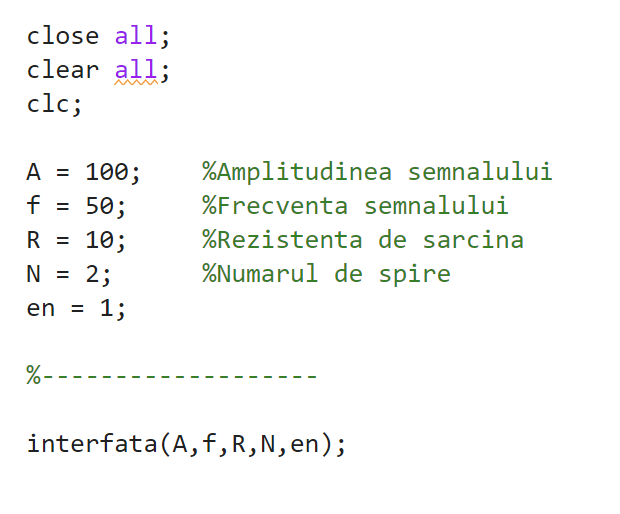 close all;
clear all;
clc;
A = 100;    %Amplitudinea semnalului
f = 50;     %Frecventa semnalului
R = 10;     %Rezistenta de sarcina
N = 2;      %Numarul de spire
en = 1;
%-------------------
interfata(A,f,R,N,en);